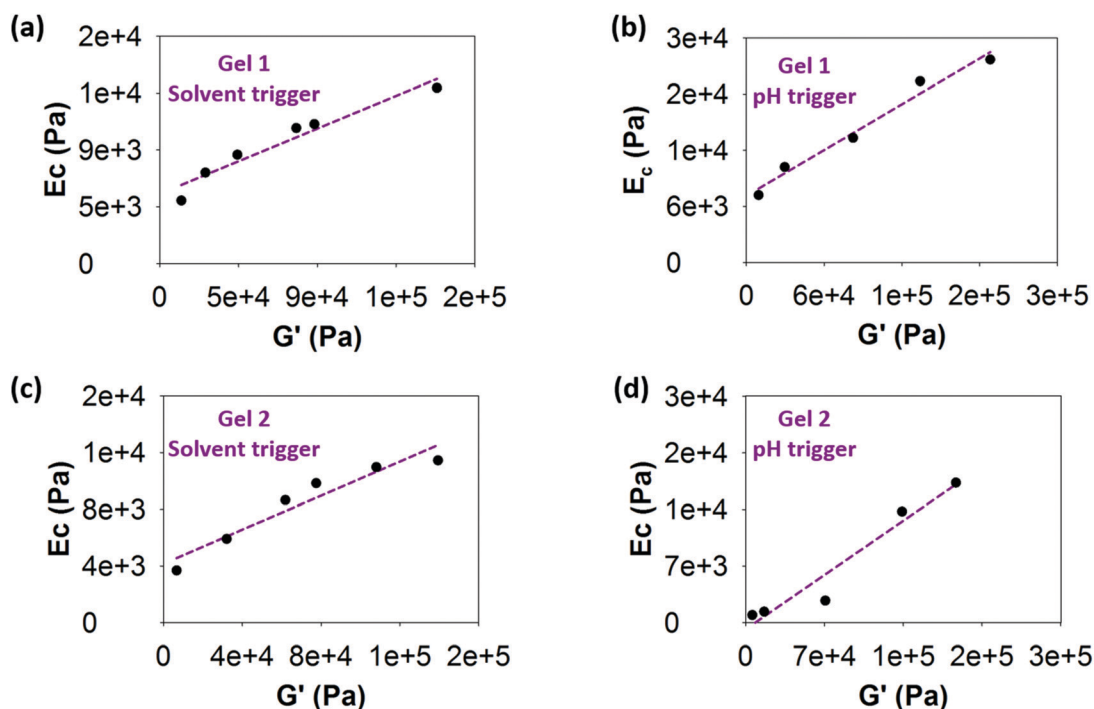 (a)
2e+4
1e+4
9e+3
5e+3
0
Ec (Pa)
Gel 1
Solvent trigger
0 5e+4 9e+4 1e+5 2e+5
G' (Pa)
(b)
3e+4
2e+4
1e+4
6e+3
0
Ec (Pa)
Gel 1
pH trigger
0 6e+4 1e+5 2e+5 3e+5
G' (Pa)
(c)
2e+4
1e+4
8e+3
4e+3
0
Ec (Pa)
Gel 2
Solvent trigger
0 4e+4 8e+4 1e+5 2e+5
G' (Pa)
(d)
3e+4
2e+4
1e+4
7e+3
0
Ec (Pa)
Gel 2
pH trigger
0 7e+4 1e+5 2e+5 3e+5
G' (Pa)